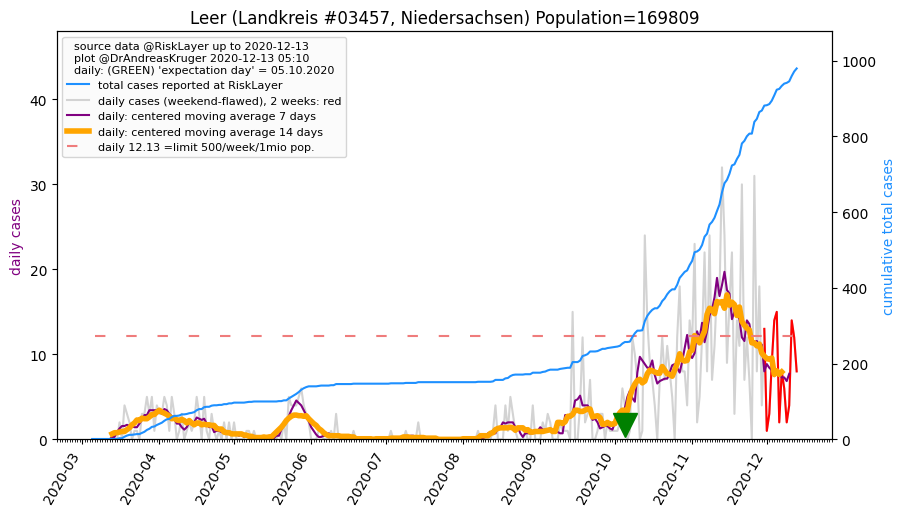 Leer (Landkreis #03457, Niedersachsen) Population=169809
source data @RiskLayer up to 2020-12-13
plot @DrAndreasKruger 2020-12-13 05:10
daily: (GREEN) 'expectation day' = 05.10.2020
total cases reported at RiskLayer
daily cases (weekend-flawed), 2 weeks: red
daily: centered moving average 7 days
daily: centered moving average 14 days
daily 12.13 =limit 500/week/1mio pop.
daily cases
40
30
20
10
0
cumulative total cases
1000
800
600
400
200
0
2020-03
2020-04
2020-05
2020-06
2020-07
2020-08
2020-09
2020-10
2020-11
2020-12